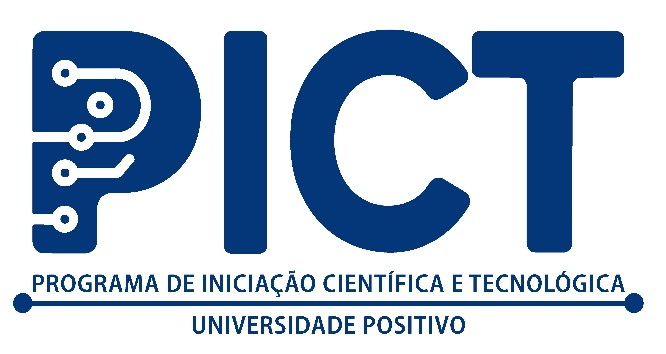 PICT
PROGRAMA DE INICIAÇÃO CIENTÍFICA E TECNOLÓGICA
UNIVERSIDADE POSITIVO